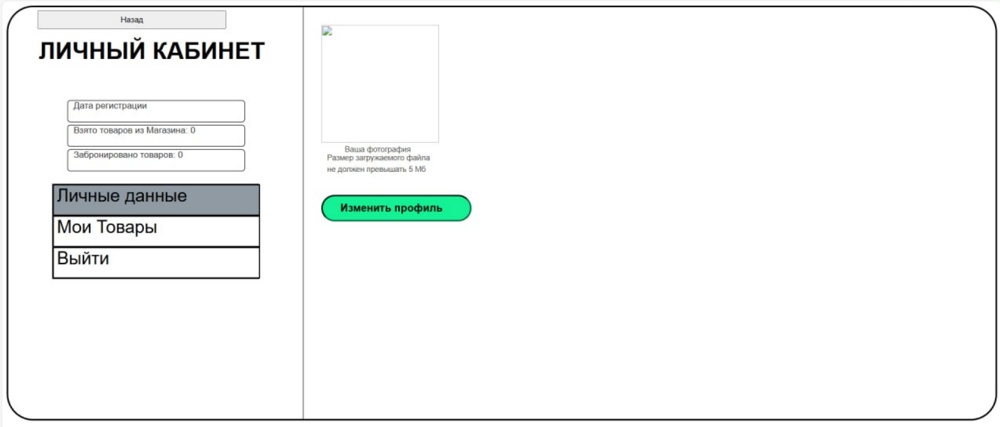 Назад
ЛИЧНЫЙ КАБИНЕТ
Дата регистрации
Взято товаров из Магазина: 0
Забронировано товаров: 0
Личные данные
Мои Товары
Выйти
Ваша фотография
Размер загружаемого файла
не должен превышать 5 Мб
Изменить профиль